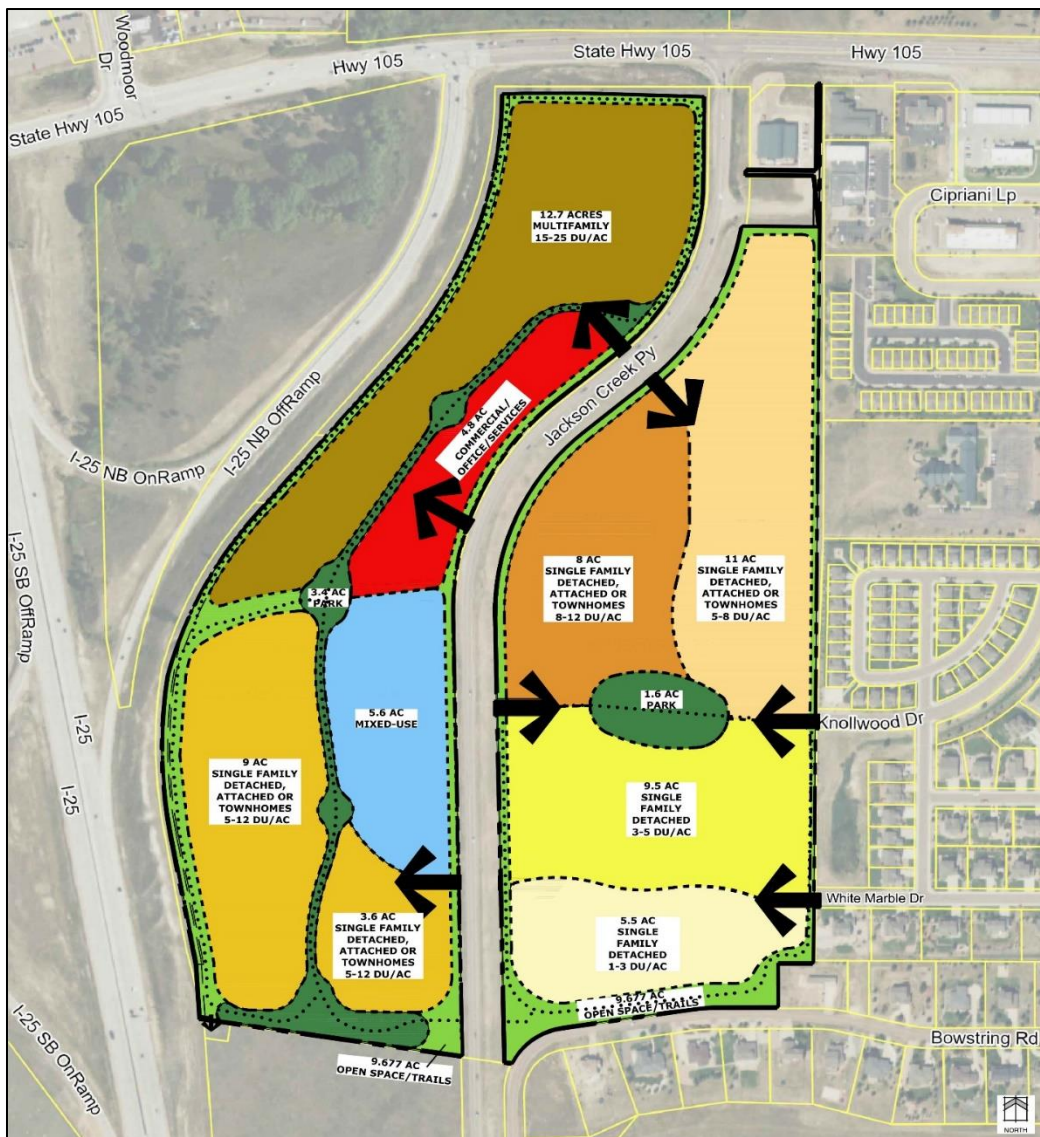 Woodmoor
Dr
Hwy 105
State Hwy 105
Hwy 105
State Hwy 105
Cipriani Lp
12.7 ACRES
MULTIFAMILY
15-25 DU/AC
I-25 NB OffRamp
I-25 NB OnRamp
Jackson Creek Py
4.8 AC
COMMERCIAL/
OFFICE/SERVICES
I-25 SB OffRamp
8 AC
SINGLE FAMILY
DETACHED,
ATTACHED OR
TOWNHOMES
8-12 DU/AC
11 AC
SINGLE FAMILY
DETACHED,
ATTACHED OR
TOWNHOMES
5-8 DU/AC
3.4 AC
PARK
1.6 AC
PARK
Knollwood Dr
5.6 AC
MIXED-USE
I-25
I-25
9 AC
SINGLE FAMILY
DETACHED,
ATTACHED OR
TOWNHOMES
5-12 DU/AC
9.5 AC
SINGLE
FAMILY
DETACHED
3-5 DU/AC
White Marble Dr
3.6 AC
SINGLE FAMILY
DETACHED,
ATTACHED OR
TOWNHOMES
5-12 DU/AC
5.5 AC
SINGLE
FAMILY
DETACHED
1-3 DU/AC
9.677 AC
OPEN SPACE/TRAILS
Bowstring Rd
9.677 AC
OPEN SPACE/TRAILS
I-25 SB OnRamp
NORTH